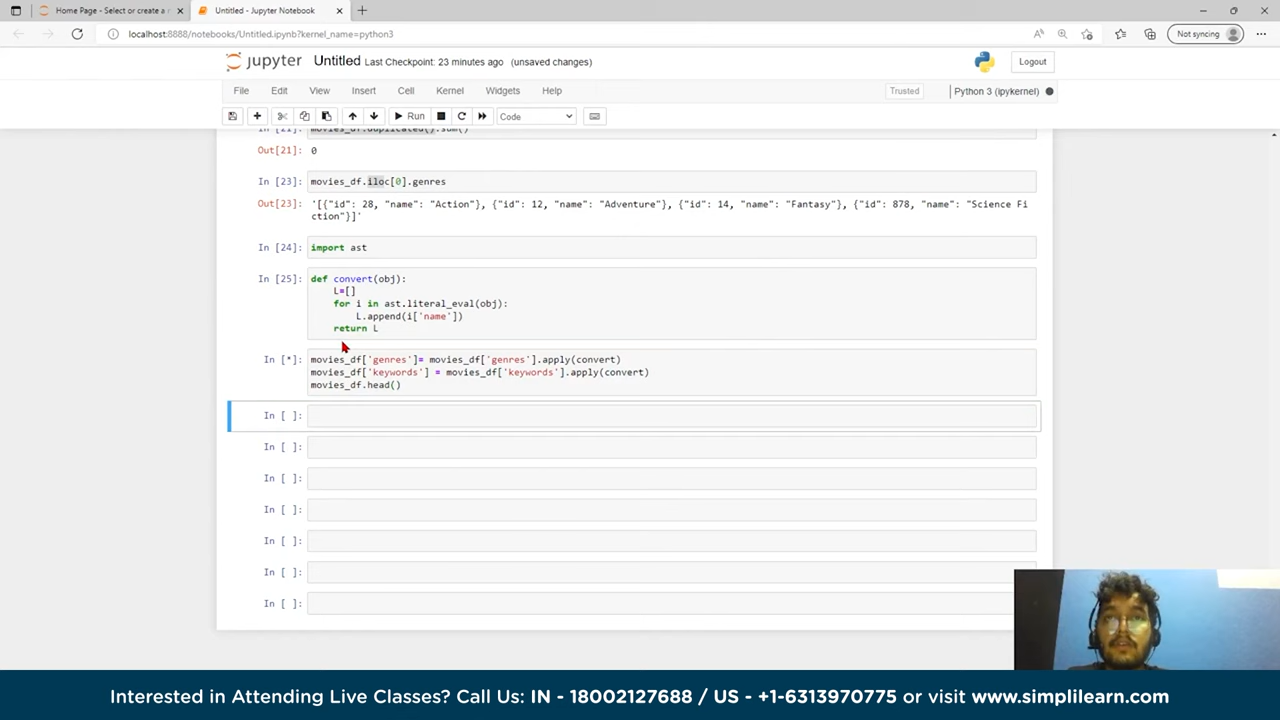 Home Page - Select or create a n
Untitled - Jupyter Notebook
localhost:8888/notebooks/Untitled.ipynb?kernel_name=python3
Not syncing
jupyter Untitled Last Checkpoint: 23 minutes ago (unsaved changes)
Logout
File Edit View Insert Cell Kernel Widgets Help
Trusted
Python 3 (ipykernel)
Run
Code
In [21]: movies_df.duplicated().sum()
Out[21]: 0
In [23]: movies_df.iloc[0].genres
Out[23]: '[{"id": 28, "name": "Action"}, {"id": 12, "name": "Adventure"}, {"id": 14, "name": "Fantasy"}, {"id": 878, "name": "Science Fi
ction"}]'
In [24]: import ast
In [25]: def convert(obj):
L=[]
for i in ast.literal_eval(obj):
L.append(i['name'])
return L
In [*]: movies_df['genres']= movies_df['genres'].apply(convert)
movies_df['keywords'] = movies_df['keywords'].apply(convert)
movies_df.head()
In [ ]:
In [ ]:
In [ ]:
In [ ]:
In [ ]:
In [ ]:
In [ ]:
Interested in Attending Live Classes? Call Us: IN - 18002127688 / US - +1-6313970775 or visit www.simplilearn.com